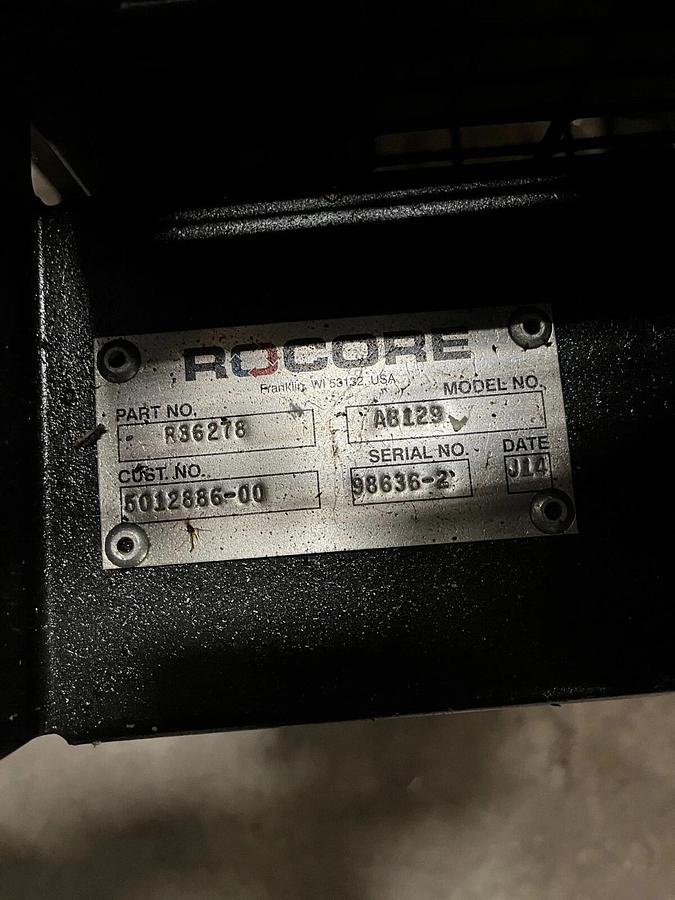 ROCORE
Franklin, WI 53132, USA
PART NO. MODEL NO.
R36278 AB129
CUST. NO. SERIAL NO. DATE
5012886-00 98636-2 J14